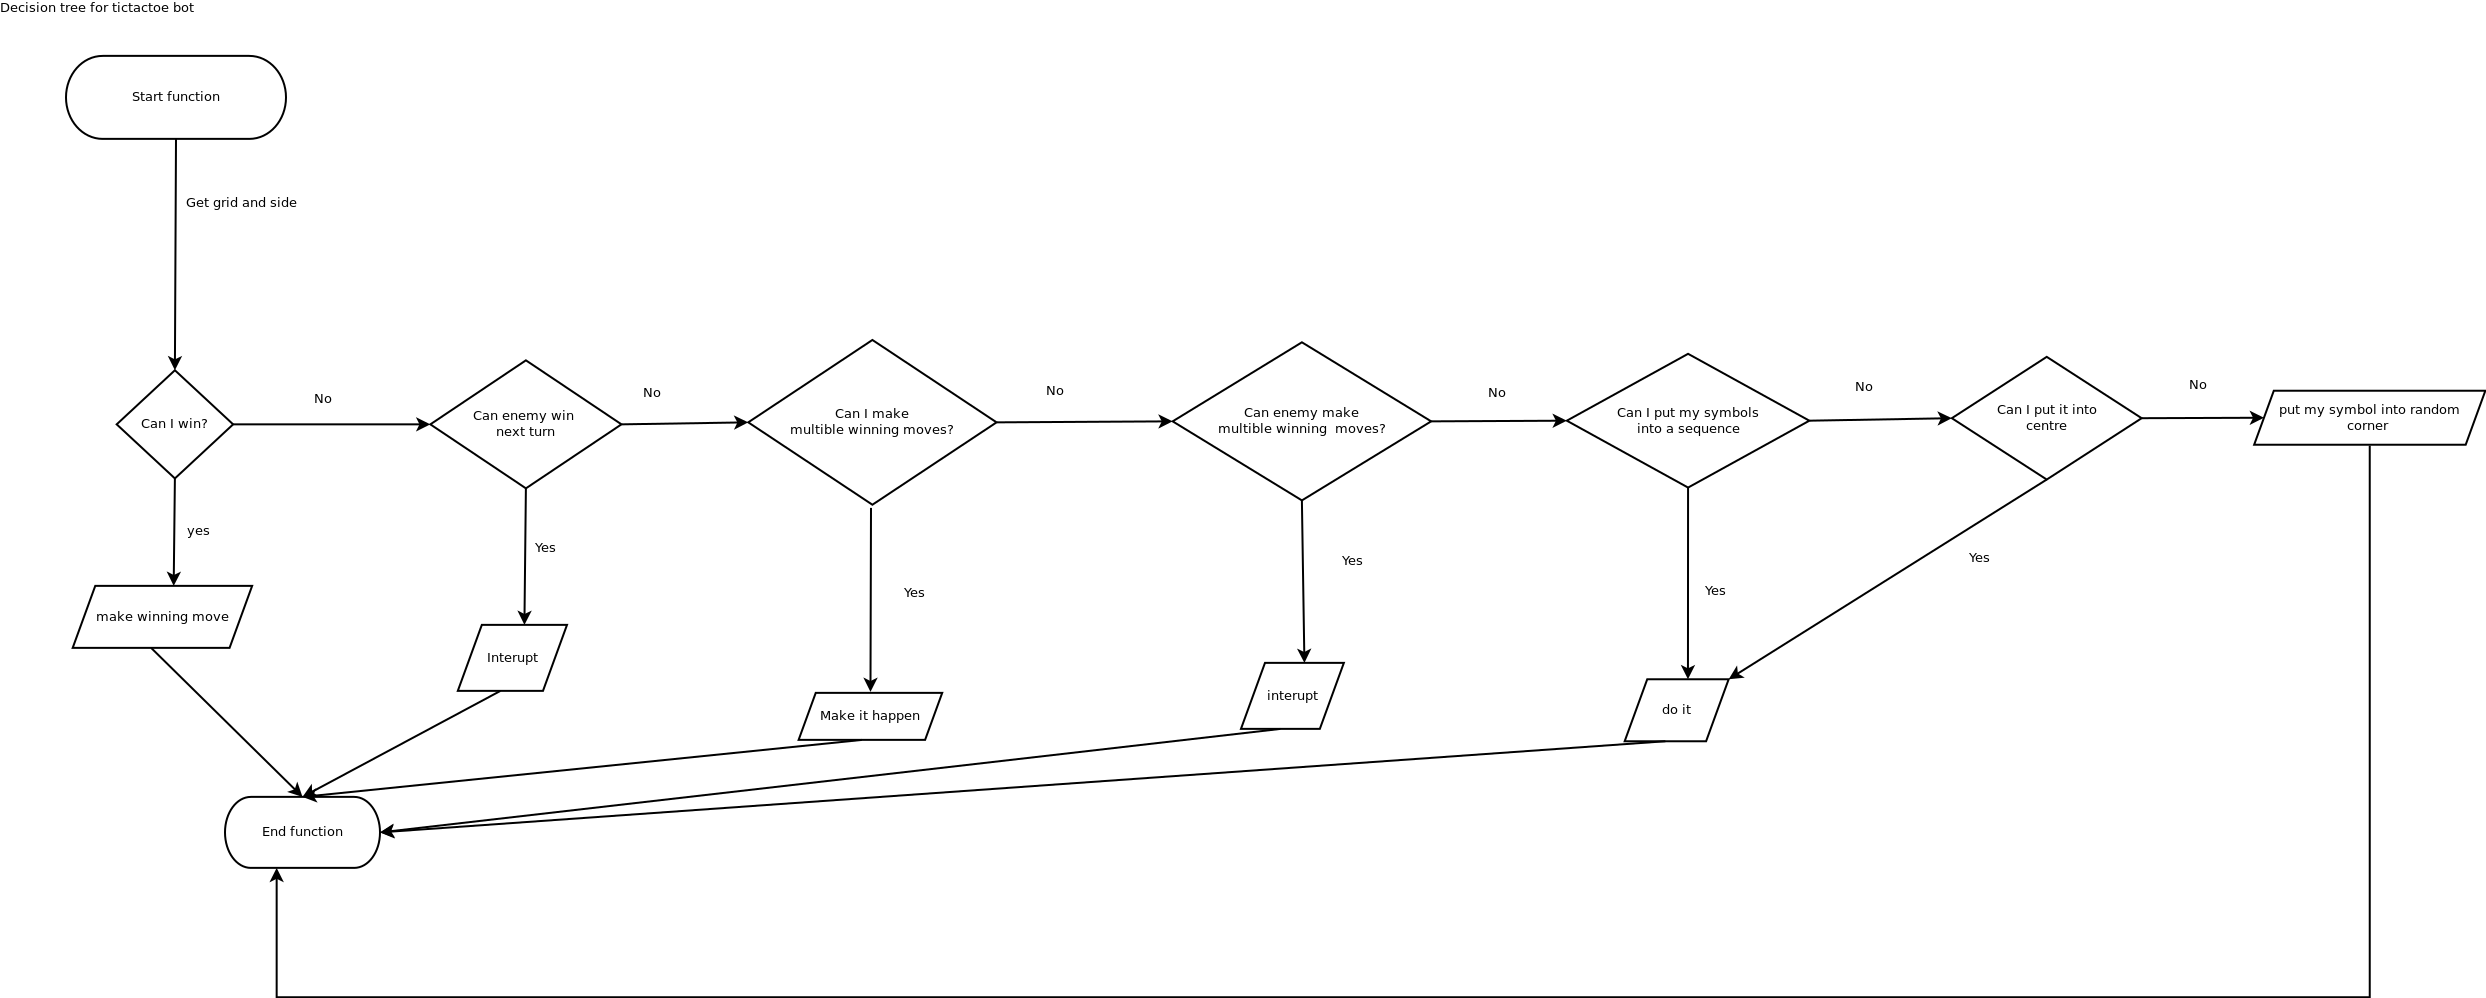 Decision tree for tictactoe bot
Start function
Get grid and side
Can I win?
No
Can enemy win
next turn
No
Can I make
multible winning moves?
No
Can enemy make
multible winning  moves?
No
Can I put my symbols
into a sequence
No
Can I put it into
centre
No
put my symbol into random
corner
yes
Yes
Yes
Yes
Yes
Yes
make winning move
Interupt
Make it happen
interupt
do it
End function